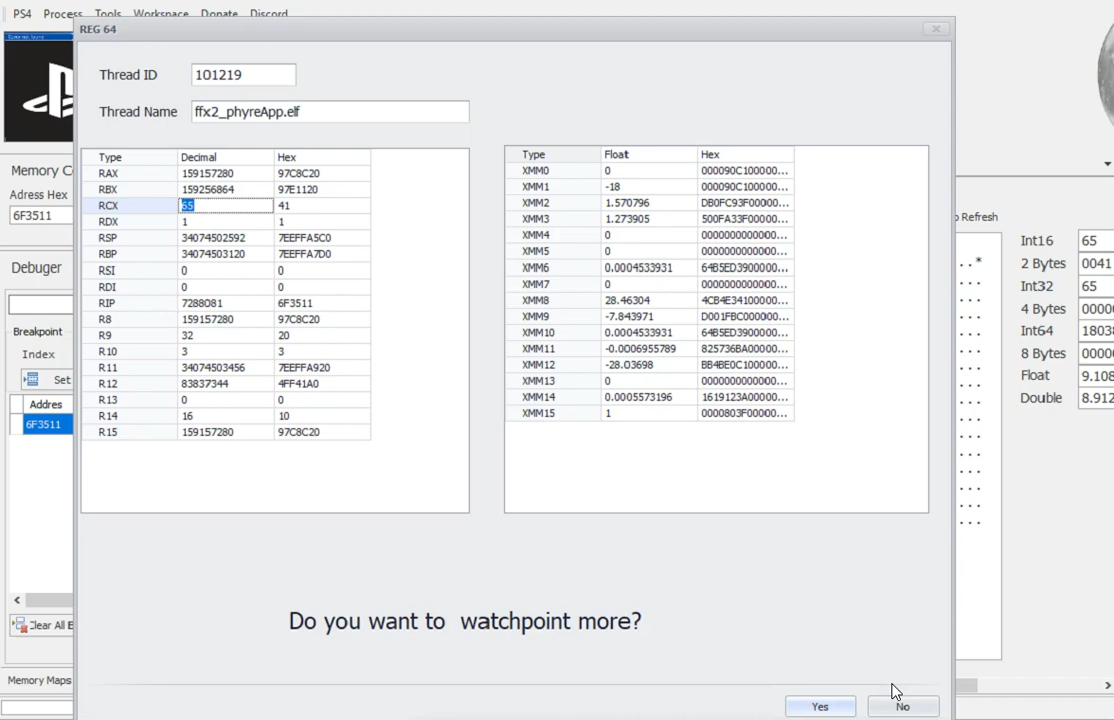 PS4 Process Tools Workspace Donate Discord
REG 64
Thread ID 101219
Thread Name ffx2_phyreApp.elf
Type Decimal Hex
RAX 159157280 97C8C20
RBX 159256864 97E1120
RCX 65 41
RDX 1 1
RSP 34074502592 7EEFFA5C0
RBP 34074503120 7EEFFA7D0
RSI 0 0
RDI 0 0
RIP 7288081 6F3511
R8 159157280 97C8C20
R9 32 20
R10 3 3
R11 34074503456 7EEFFA920
R12 83837344 4FF41A0
R13 0 0
R14 16 10
R15 159157280 97C8C20
Type Float Hex
XMM0 0 000090C100000...
XMM1 -18 000090C100000...
XMM2 1.570796 DB0FC93F00000...
XMM3 1.273905 500FA33F00000...
XMM4 0 0000000000000...
XMM5 0 0000000000000...
XMM6 0.0004533931 64B5ED3900000...
XMM7 0 0000000000000...
XMM8 28.46304 4CB4E34100000...
XMM9 -7.843971 D001FBC000000...
XMM10 0.0004533931 64B5ED3900000...
XMM11 -0.0006955789 825736BA00000...
XMM12 -28.03698 BB4BE0C100000...
XMM13 0 0000000000000...
XMM14 0.0005573196 1619123A00000...
XMM15 1 0000803F00000...
Do you want to watchpoint more?
Yes No
Memory Co
Adress Hex
6F3511
Debuger
Breakpoint
Index
Set
Addres
6F3511
Clear All B
Memory Maps
Refresh
Int16 65
2 Bytes 0041
Int32 65
4 Bytes 0000
Int64 1803
8 Bytes 0000
Float 9.108
Double 8.912